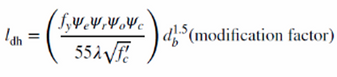 l_dh = ( f_y ψ_e ψ_r ψ_o ψ_c / 55λ√f'_c ) d_b^1.5 (modification factor)